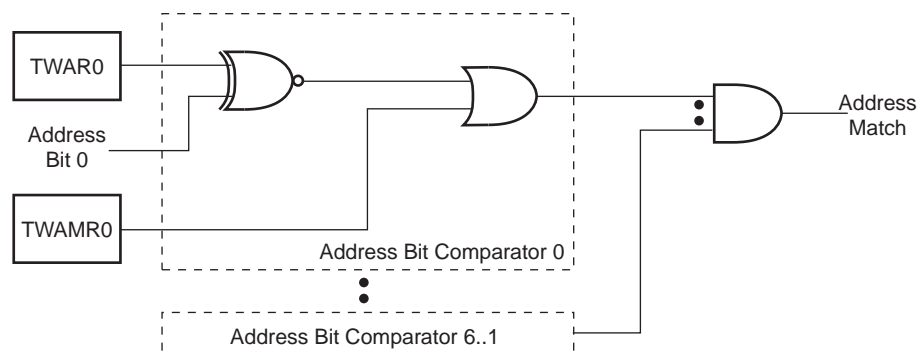 TWAR0
Address
Bit 0
TWAMR0
Address Bit Comparator 0
Address Bit Comparator 6..1
Address
Match